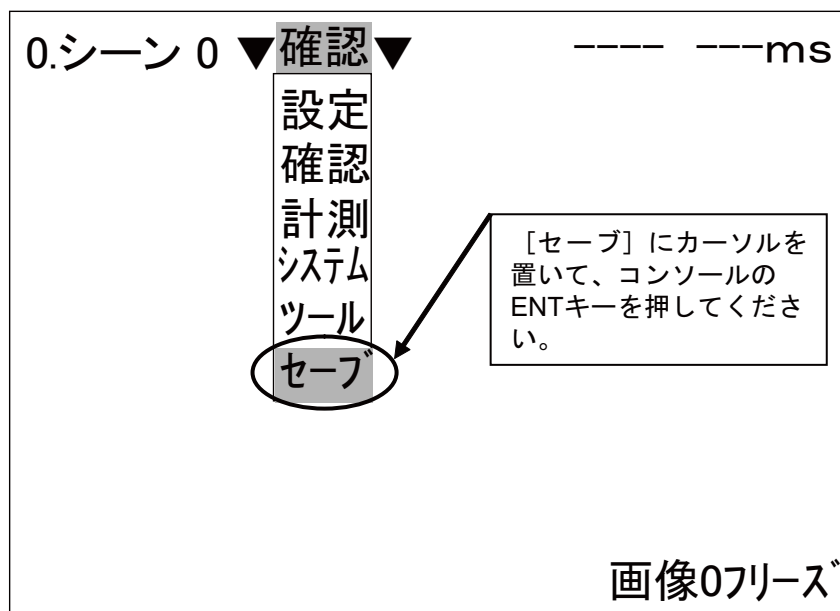 0.シーン 0 ▼確認▼ ---- ---ms
設定
確認
計測
ｼｽﾃﾑ
ツール
ｾｰﾌﾞ
［セーブ］にカーソルを
置いて、コンソールの
ENTキーを押してくださ
い。
画像0ﾌﾘｰｽﾞ